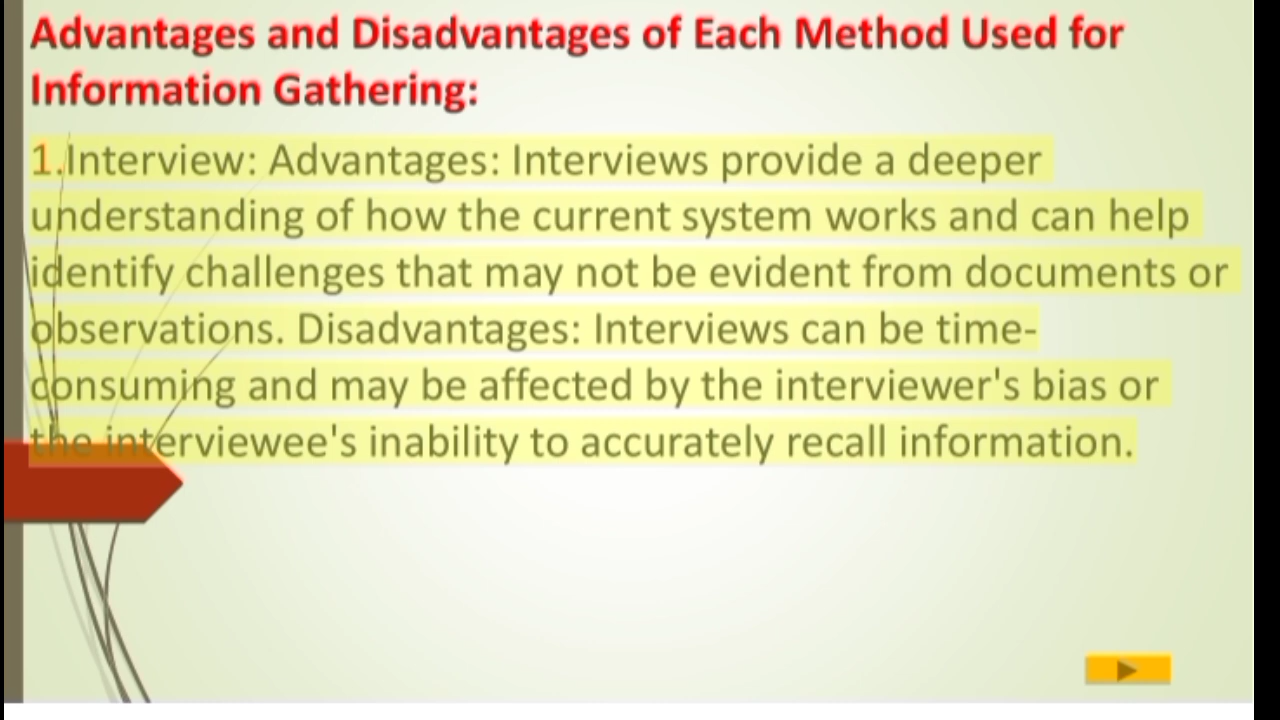 Advantages and Disadvantages of Each Method Used for
Information Gathering:
1.Interview: Advantages: Interviews provide a deeper
understanding of how the current system works and can help
identify challenges that may not be evident from documents or
observations. Disadvantages: Interviews can be time-
consuming and may be affected by the interviewer's bias or
the interviewee's inability to accurately recall information.